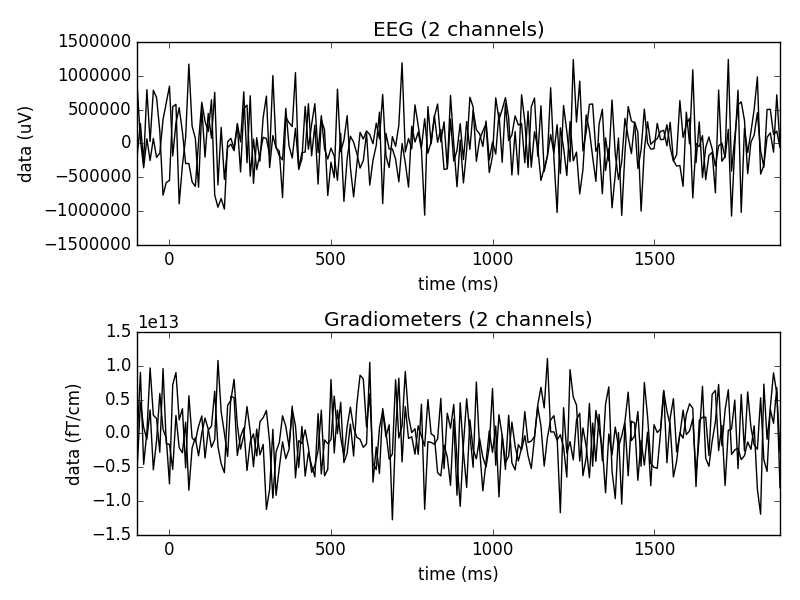 EEG (2 channels)
1500000
1000000
500000
0
−500000
−1000000
−1500000
data (uV)
0 500 1000 1500
time (ms)
Gradiometers (2 channels)
1e13
1.5
1.0
0.5
0.0
−0.5
−1.0
−1.5
data (fT/cm)
0 500 1000 1500
time (ms)